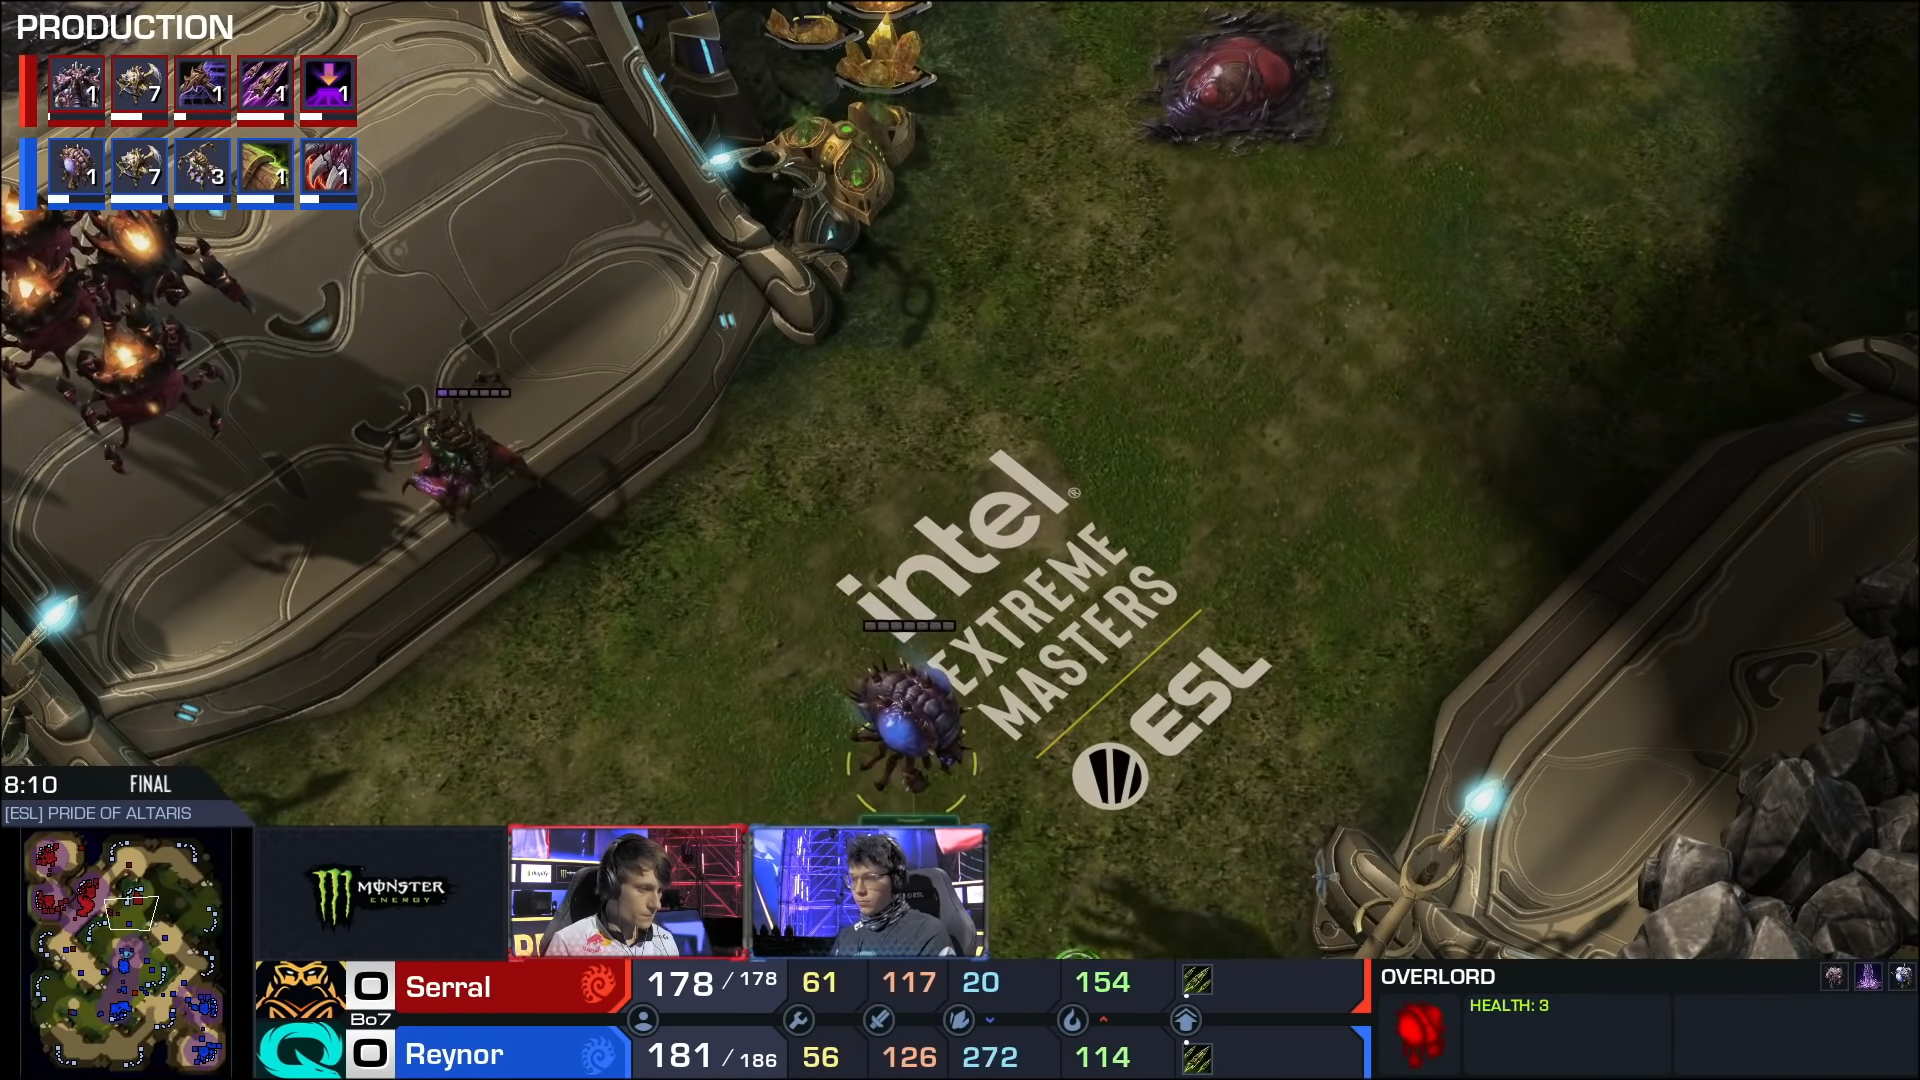 PRODUCTION
1 7 1 1 1
1 7 3 1 1
intel®
EXTREME
MASTERS
ESL
8:10 FINAL
[ESL] PRIDE OF ALTARIS
MONSTER
ENERGY
0 Serral 178 / 178 61 117 20 154
Bo7
0 Reynor 181 / 186 56 126 272 114
OVERLORD
HEALTH: 3